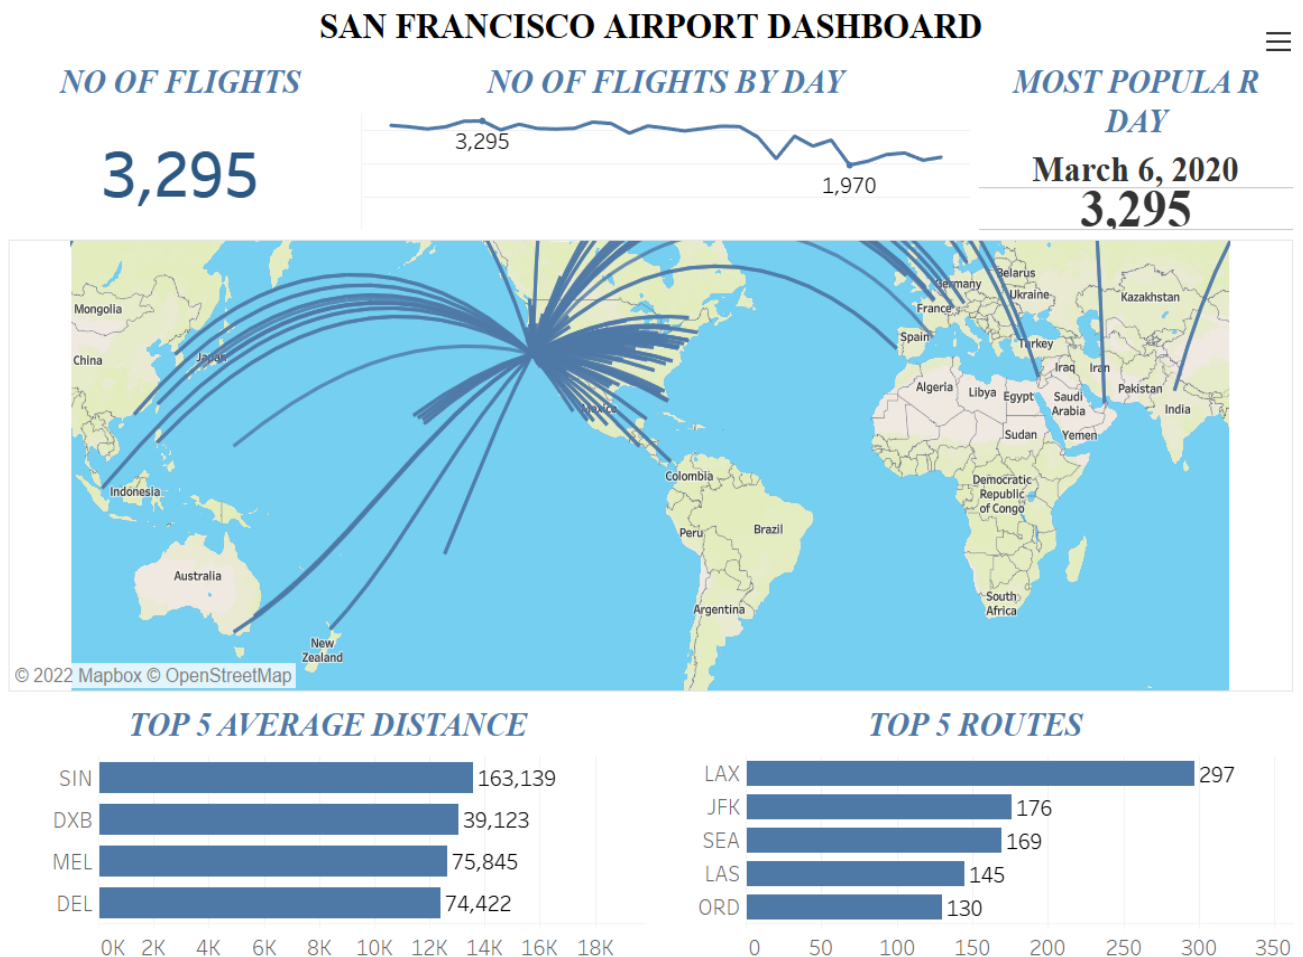 SAN FRANCISCO AIRPORT DASHBOARD
NO OF FLIGHTS
3,295
NO OF FLIGHTS BY DAY
3,295
1,970
MOST POPULA R
DAY
March 6, 2020
3,295
Mongolia
China
Japan
Indonesia
Australia
New
Zealand
Mexico
Colombia
Peru
Brazil
Argentina
Belarus
Germany
Ukraine
France
Kazakhstan
Spain
Turkey
Iraq
Iran
Pakistan
India
Algeria
Libya
Egypt
Saudi
Arabia
Sudan
Yemen
Democratic
Republic
of Congo
South
Africa
© 2022 Mapbox © OpenStreetMap
TOP 5 AVERAGE DISTANCE
SIN 163,139
DXB 39,123
MEL 75,845
DEL 74,422
0K 2K 4K 6K 8K 10K 12K 14K 16K 18K
TOP 5 ROUTES
LAX 297
JFK 176
SEA 169
LAS 145
ORD 130
0 50 100 150 200 250 300 350